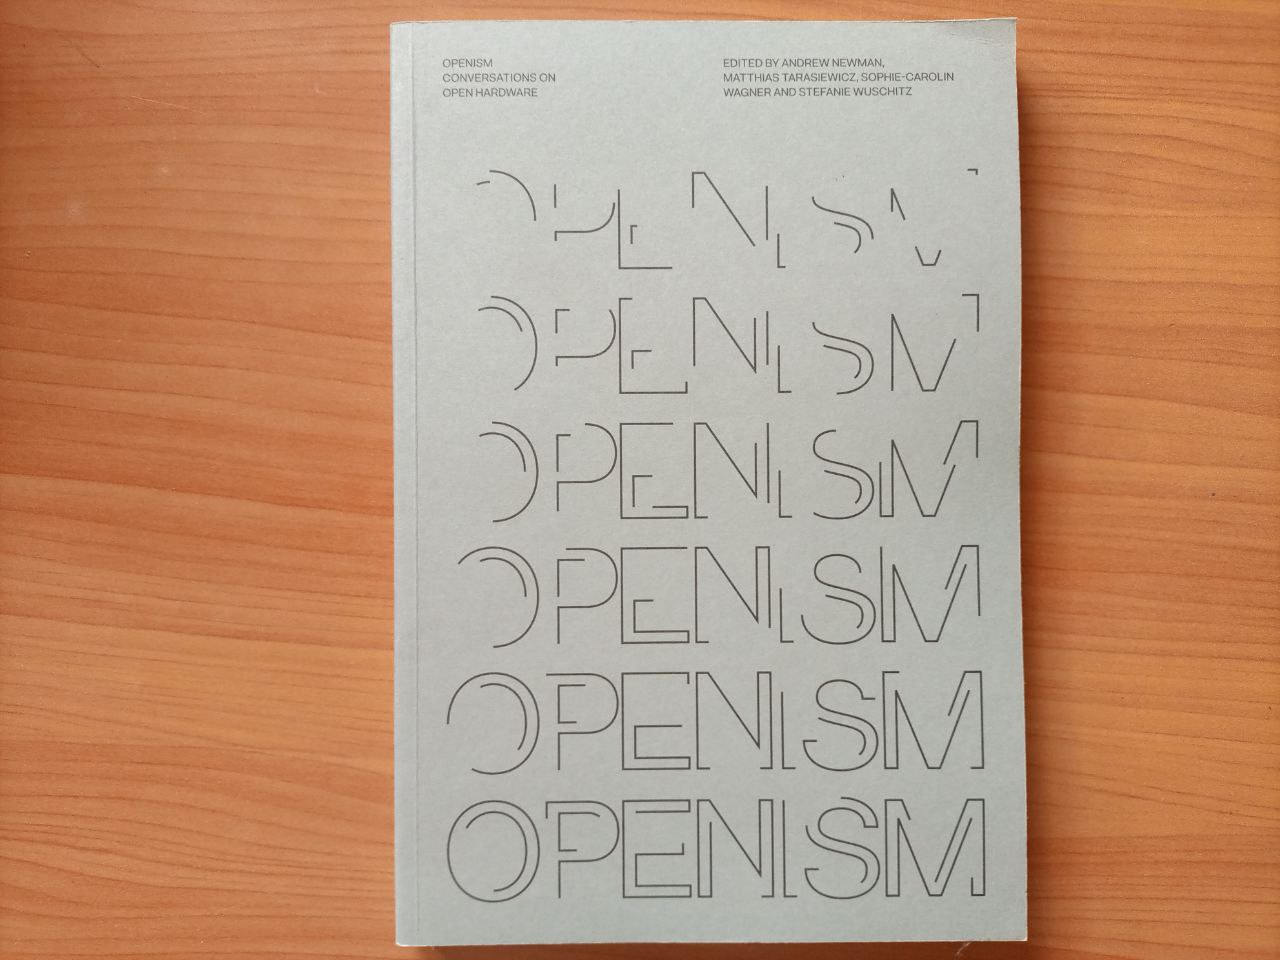 OPENISM
CONVERSATIONS ON
OPEN HARDWARE
EDITED BY ANDREW NEWMAN,
MATTHIAS TARASIEWICZ, SOPHIE-CAROLIN
WAGNER AND STEFANIE WUSCHITZ
OPENISM
OPENISM
OPENISM
OPENISM
OPENISM
OPENISM